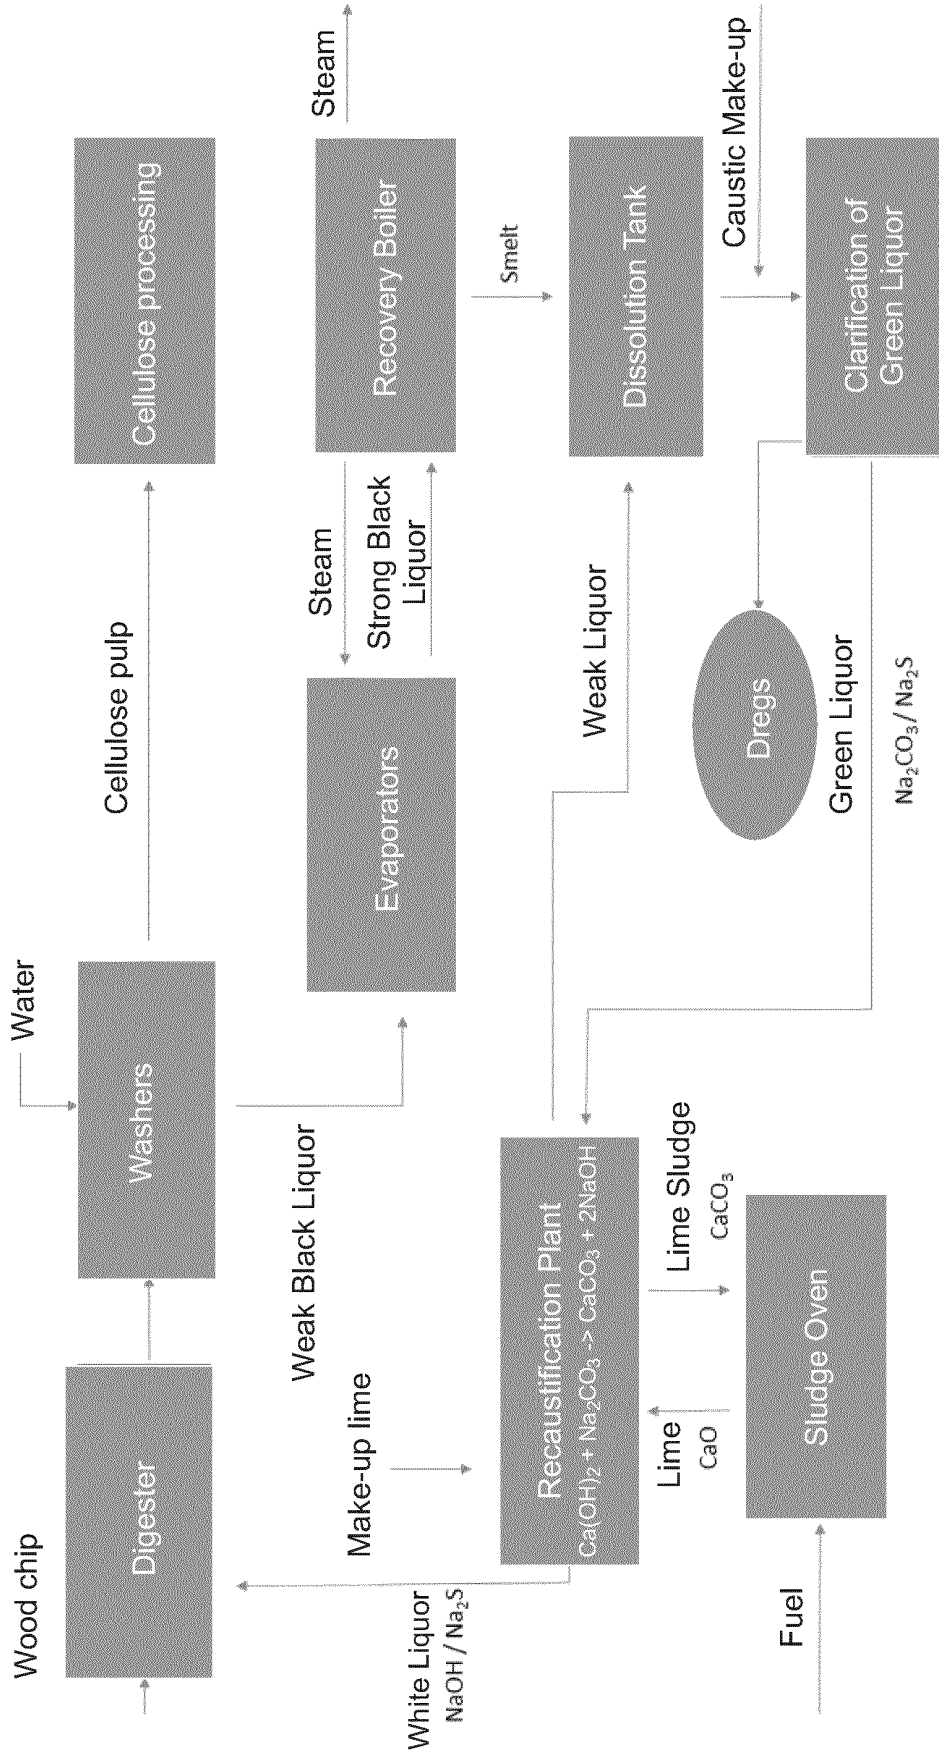 Wood chip
Digester
Washers
Water
Cellulose pulp
Cellulose processing
Weak Black Liquor
Evaporators
Steam
Strong Black
Liquor
Recovery Boiler
Steam
Smelt
White Liquor
NaOH / Na₂S
Make-up lime
Recaustification Plant
Ca(OH)₂ + Na₂CO₃ -> CaCO₃ + 2NaOH
Weak Liquor
Dissolution Tank
Lime
CaO
Lime Sludge
CaCO₃
Dregs
Caustic Make-up
Fuel
Sludge Oven
Green Liquor
Na₂CO₃/ Na₂S
Clarification of
Green Liquor